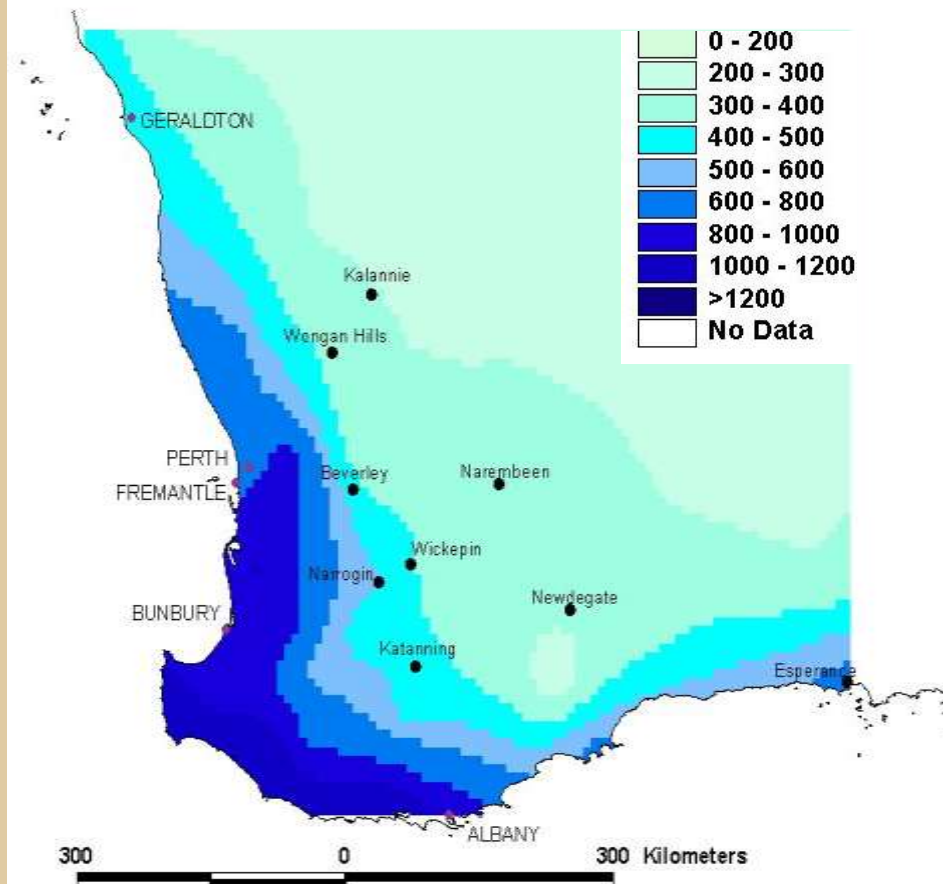 0 - 200
200 - 300
300 - 400
400 - 500
500 - 600
600 - 800
800 - 1000
1000 - 1200
>1200
No Data
GERALDTON
Kalannie
Wongan Hills
PERTH
FREMANTLE
Beverley
Narembeen
Wickepin
Narrogin
Newdegate
BUNBURY
Katanning
Esperance
ALBANY
300 0 300 Kilometers